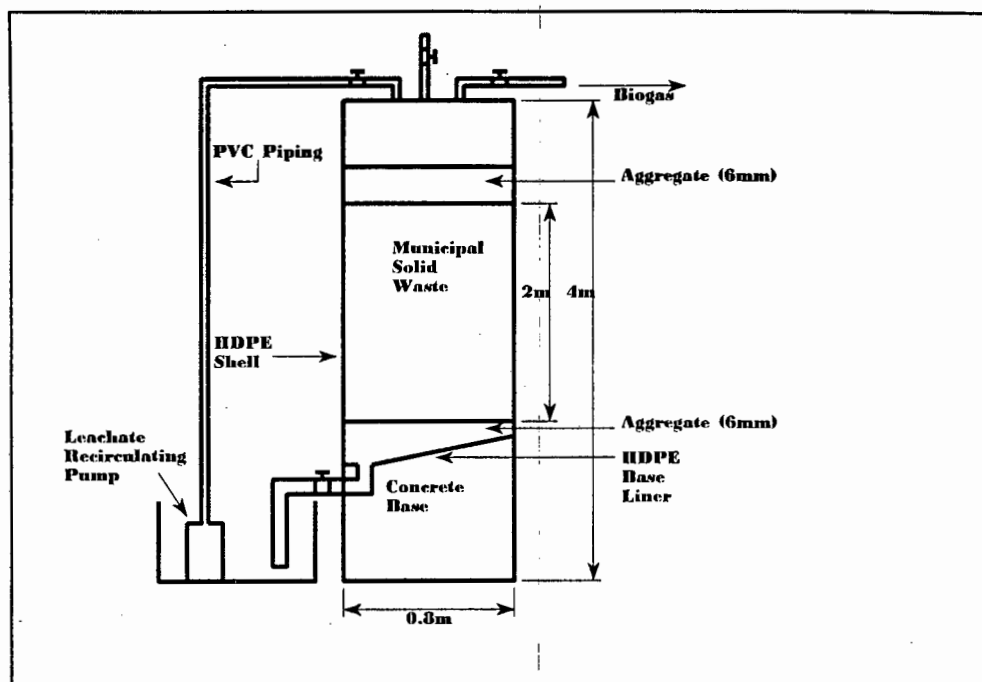 Biogas
PVC Piping
Aggregate (6mm)
Municipal
Solid
Waste
2m
4m
HDPE
Shell
Aggregate (6mm)
Leachate
Recirculating
Pump
HDPE
Base
Liner
Concrete
Base
0.8m